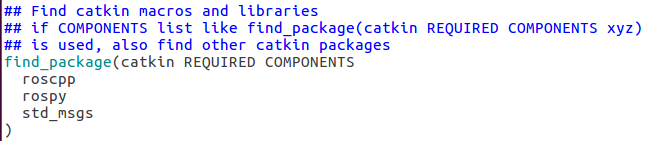 ## Find catkin macros and libraries
## if COMPONENTS list like find_package(catkin REQUIRED COMPONENTS xyz)
## is used, also find other catkin packages
find_package(catkin REQUIRED COMPONENTS
  roscpp
  rospy
  std_msgs
)